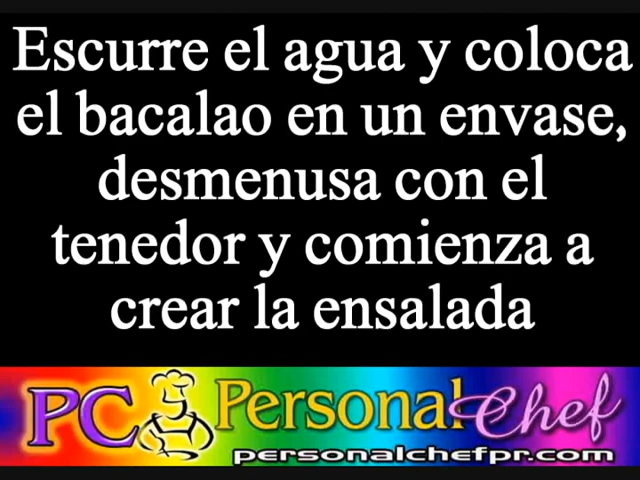 Escurre el agua y coloca
el bacalao en un envase,
desmenusa con el
tenedor y comienza a
crear la ensalada
PC Personal Chef
personalchefpr.com